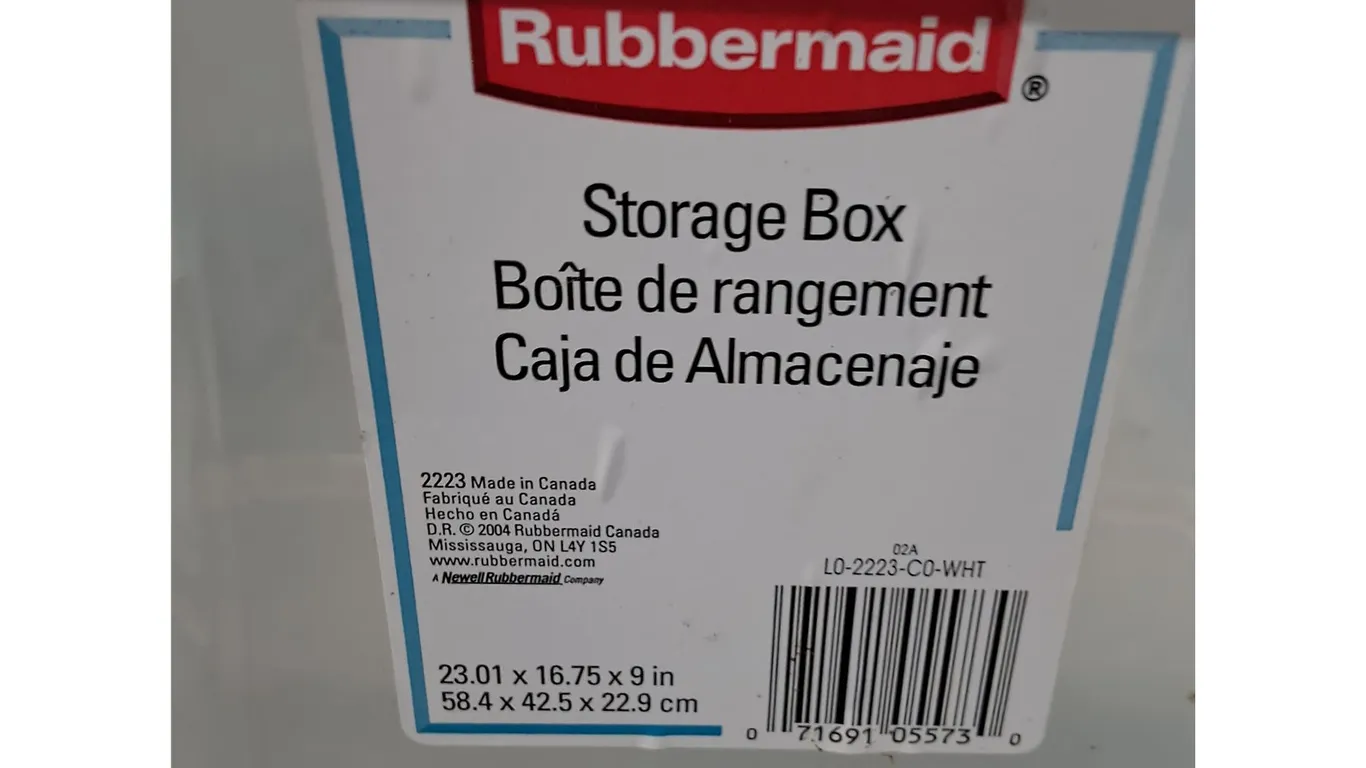 Rubbermaid
®
Storage Box
Boîte de rangement
Caja de Almacenaje
2223 Made in Canada
Fabriqué au Canada
Hecho en Canadá
D.R. © 2004 Rubbermaid Canada
Mississauga, ON L4Y 1S5
www.rubbermaid.com
A NewellRubbermaid Company
02A
L0-2223-C0-WHT
23.01 x 16.75 x 9 in
58.4 x 42.5 x 22.9 cm
0 71691 05573 0